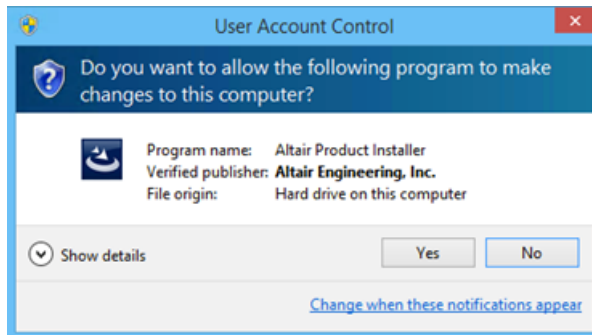 User Account Control
Do you want to allow the following program to make
changes to this computer?
Program name: Altair Product Installer
Verified publisher: Altair Engineering, Inc.
File origin: Hard drive on this computer
Show details
Yes
No
Change when these notifications appear